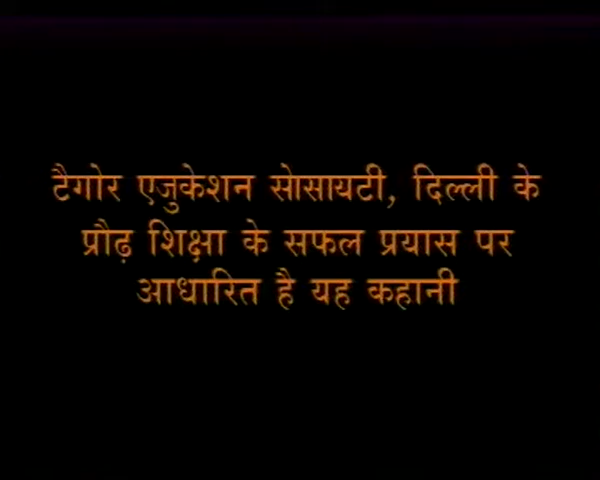 टैगोर एजुकेशन सोसायटी, दिल्ली के
प्रौढ़ शिक्षा के सफल प्रयास पर
आधारित है यह कहानी